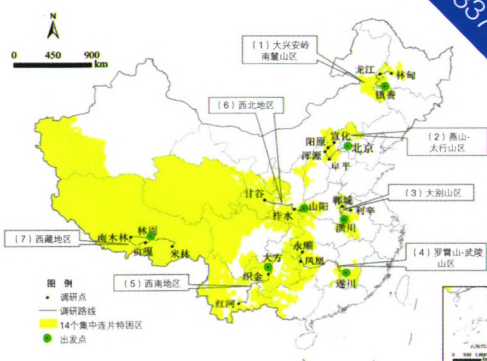 337
N
0 450 900
km
(1)大兴安岭
南麓山区
龙江
林甸
镇赉
(6)西北地区
阳原
宣化
北京
浑源
阜平
(2)燕山-
太行山区
甘谷
柞水
山阳
郸城
利辛
潢川
(3)大别山区
南木林
林周
贡嘎
米林
(7)西藏地区
大方
织金
永顺
凤凰
遂川
(4)罗霄山-武陵
山区
(5)西南地区
红河
图 例
调研点
调研路线
14个集中连片特困区
出发点